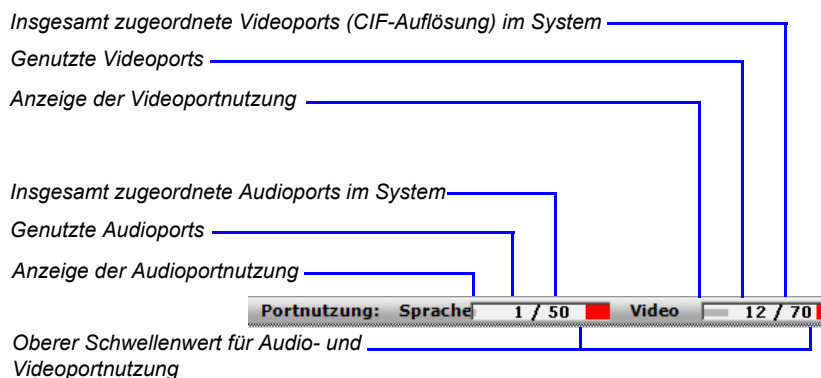 Insgesamt zugeordnete Videoports (CIF-Auflösung) im System
Genutzte Videoports
Anzeige der Videoportnutzung
Insgesamt zugeordnete Audioports im System
Genutzte Audioports
Anzeige der Audioportnutzung
Portnutzung: Sprache 1 / 50 Video 12 / 70
Oberer Schwellenwert für Audio- und
Videoportnutzung